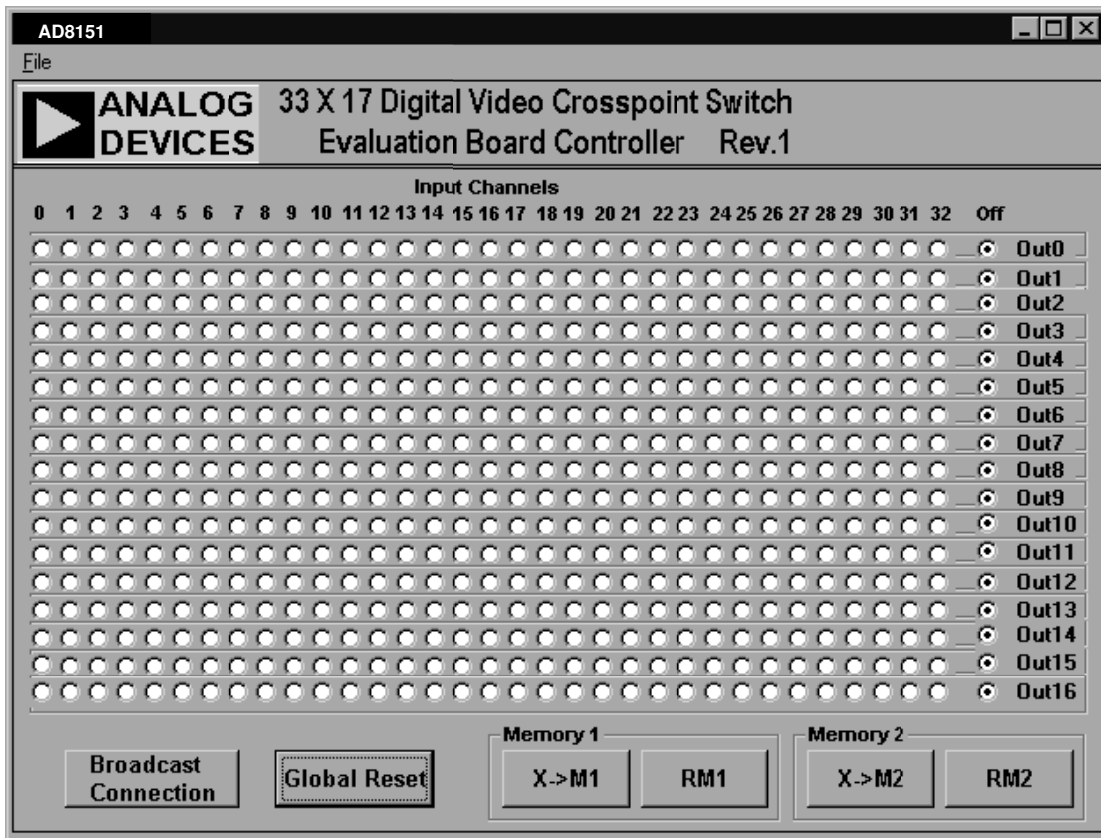 AD8151
File
ANALOG DEVICES
33 X 17 Digital Video Crosspoint Switch
Evaluation Board Controller Rev.1
Input Channels
0 1 2 3 4 5 6 7 8 9 10 11 12 13 14 15 16 17 18 19 20 21 22 23 24 25 26 27 28 29 30 31 32 Off
Out0
Out1
Out2
Out3
Out4
Out5
Out6
Out7
Out8
Out9
Out10
Out11
Out12
Out13
Out14
Out15
Out16
Broadcast Connection
Global Reset
Memory 1
X->M1 RM1
Memory 2
X->M2 RM2